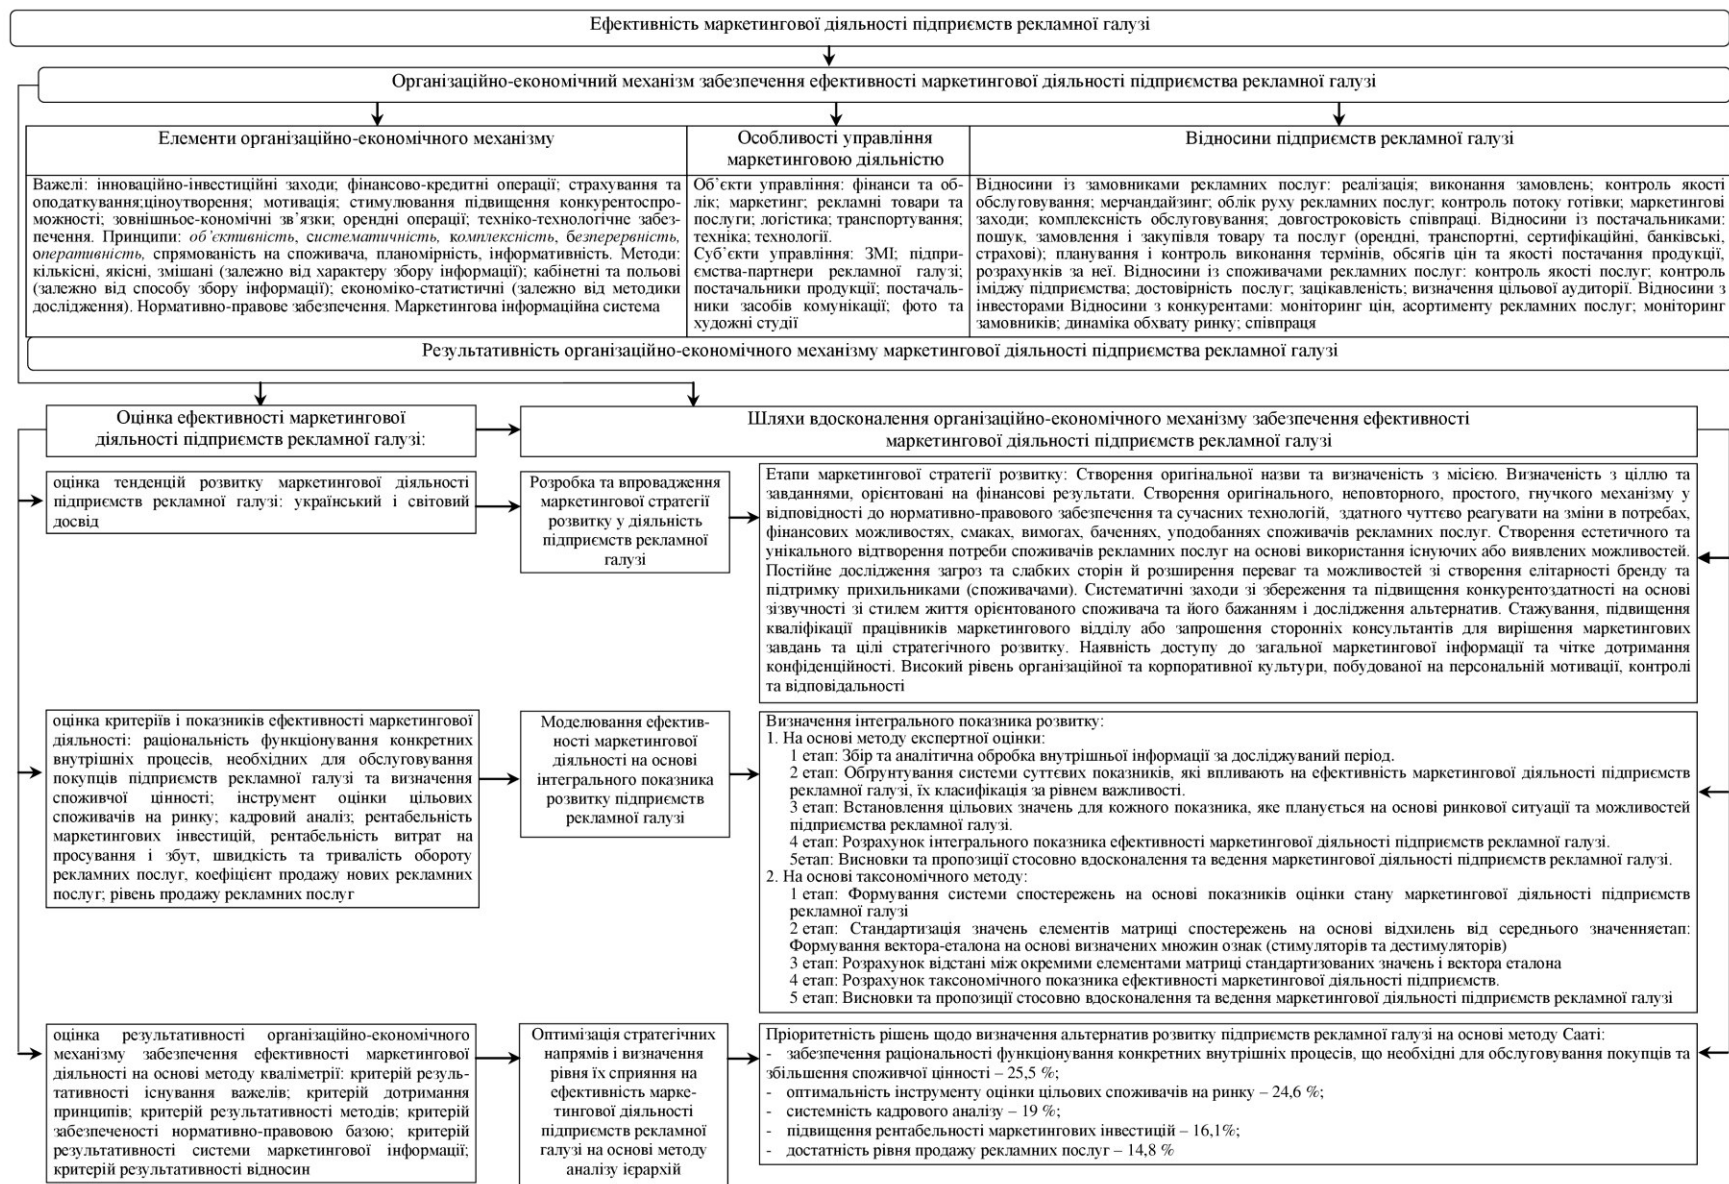 Ефективність маркетингової діяльності підприємств рекламної галузі
Організаційно-економічний механізм забезпечення ефективності маркетингової діяльності підприємства рекламної галузі
Елементи організаційно-економічного механізму
Важелі: інноваційно-інвестиційні заходи; фінансово-кредитні операції; страхування та
оподаткування;ціноутворення; мотивація; стимулювання підвищення конкурентоспро-
можності; зовнішньое-кономічні зв’язки; орендні операції; техніко-технологічне забез-
печення. Принципи: об’єктивність, систематичність, комплексність, безперервність,
оперативність, спрямованість на споживача, планомірність, інформативність. Методи:
кількісні, якісні, змішані (залежно від характеру збору інформації); кабінетні та польові
(залежно від способу збору інформації); економіко-статистичні (залежно від методики
дослідження). Нормативно-правове забезпечення. Маркетингова інформаційна система
Особливості управління
маркетинговою діяльністю
Об’єкти управління: фінанси та об-
лік; маркетинг; рекламні товари та
послуги; логістика; транспортування;
техніка; технології.
Суб’єкти управління: ЗМІ; підпри-
ємства-партнери рекламної галузі;
постачальники продукції; постачаль-
ники засобів комунікації; фото та
художні студії
Відносини підприємств рекламної галузі
Відносини із замовниками рекламних послуг: реалізація; виконання замовлень; контроль якості
обслуговування; мерчандайзинг; облік руху рекламних послуг; контроль потоку готівки; маркетингові
заходи; комплексність обслуговування; довгостроковість співпраці. Відносини із постачальниками:
пошук, замовлення і закупівля товару та послуг (орендні, транспортні, сертифікаційні, банківські,
страхові); планування і контроль виконання термінів, обсягів цін та якості постачання продукції,
розрахунків за неї. Відносини із споживачами рекламних послуг: контроль якості послуг; контроль
іміджу підприємства; достовірність послуг; зацікавленість; визначення цільової аудиторії. Відносини з
інвесторами Відносини з конкурентами: моніторинг цін, асортименту рекламних послуг; моніторинг
замовників; динаміка обхвату ринку; співпраця
Результативність організаційно-економічного механізму маркетингової діяльності підприємства рекламної галузі
Оцінка ефективності маркетингової
діяльності підприємств рекламної галузі:
Шляхи вдосконалення організаційно-економічного механізму забезпечення ефективності
маркетингової діяльності підприємств рекламної галузі
оцінка тенденцій розвитку маркетингової діяльності
підприємств рекламної галузі: український і світовий
досвід
Розробка та впровадження
маркетингової стратегії
розвитку у діяльність
підприємств рекламної
галузі
Етапи маркетингової стратегії розвитку: Створення оригінальної назви та визначеність з місією. Визначеність з ціллю та
завданнями, орієнтовані на фінансові результати. Створення оригінального, неповторного, простого, гнучкого механізму у
відповідності до нормативно-правового забезпечення та сучасних технологій, здатного чуттєво реагувати на зміни в потребах,
фінансових можливостях, смаках, вимогах, баченнях, уподобаннях споживачів рекламних послуг. Створення естетичного та
унікального відтворення потреби споживачів рекламних послуг на основі використання існуючих або виявлених можливостей.
Постійне дослідження загроз та слабких сторін й розширення переваг та можливостей зі створення елітарності бренду та
підтримку прихильниками (споживачами). Систематичні заходи зі збереження та підвищення конкурентоздатності на основі
зізвучності зі стилем життя орієнтованого споживача та його бажанням і дослідження альтернатив. Стажування, підвищення
кваліфікації працівників маркетингового відділу або запрошення сторонніх консультантів для вирішення маркетингових
завдань та цілі стратегічного розвитку. Наявність доступу до загальної маркетингової інформації та чітке дотримання
конфіденційності. Високий рівень організаційної та корпоративної культури, побудованої на персональній мотивації, контролі
та відповідальності
оцінка критеріїв і показників ефективності маркетингової
діяльності: раціональність функціонування конкретних
внутрішніх процесів, необхідних для обслуговування
покупців підприємств рекламної галузі та визначення
споживчої цінності; інструмент оцінки цільових
споживачів на ринку; кадровий аналіз; рентабельність
маркетингових інвестицій, рентабельність витрат на
просування і збут, швидкість та тривалість обороту
рекламних послуг, коефіцієнт продажу нових рекламних
послуг; рівень продажу рекламних послуг
Моделювання ефектив-
ності маркетингової
діяльності на основі
інтегрального показника
розвитку підприємств
рекламної галузі
Визначення інтегрального показника розвитку:
1. На основі методу експертної оцінки:
1 етап: Збір та аналітична обробка внутрішньої інформації за досліджуваний період.
2 етап: Обґрунтування системи суттєвих показників, які впливають на ефективність маркетингової діяльності підприємств
рекламної галузі, їх класифікація за рівнем важливості.
3 етап: Встановлення цільових значень для кожного показника, яке планується на основі ринкової ситуації та можливостей
підприємства рекламної галузі.
4 етап: Розрахунок інтегрального показника ефективності маркетингової діяльності підприємств рекламної галузі.
5етап: Висновки та пропозиції стосовно вдосконалення та ведення маркетингової діяльності підприємств рекламної галузі.
2. На основі таксономічного методу:
1 етап: Формування системи спостережень на основі показників оцінки стану маркетингової діяльності підприємств
рекламної галузі
2 етап: Стандартизація значень елементів матриці спостережень на основі відхилень від середнього значенняетап:
Формування вектора-еталона на основі визначених множин ознак (стимуляторів та дестимуляторів)
3 етап: Розрахунок відстані між окремими елементами матриці стандартизованих значень і вектора еталона
4 етап: Розрахунок таксономічного показника ефективності маркетингової діяльності підприємств.
5 етап: Висновки та пропозиції стосовно вдосконалення та ведення маркетингової діяльності підприємств рекламної галузі
оцінка результативності організаційно-економічного
механізму забезпечення ефективності маркетингової
діяльності на основі методу кваліметрії: критерій резуль-
тативності існування важелів; критерій дотримання
принципів; критерій результативності методів; критерій
забезпеченості нормативно-правовою базою; критерій
результативності системи маркетингової інформації;
критерій результативності відносин
Оптимізація стратегічних
напрямів і визначення
рівня їх сприяння на
ефективність марке-
тингової діяльності
підприємств рекламної
галузі на основі методу
аналізу ієрархій
Пріоритетність рішень щодо визначення альтернатив розвитку підприємств рекламної галузі на основі методу Сааті:
- забезпечення раціональності функціонування конкретних внутрішніх процесів, що необхідні для обслуговування покупців та
збільшення споживчої цінності – 25,5 %;
- оптимальність інструменту оцінки цільових споживачів на ринку – 24,6 %;
- системність кадрового аналізу – 19 %;
- підвищення рентабельності маркетингових інвестицій – 16,1%;
- достатність рівня продажу рекламних послуг – 14,8 %